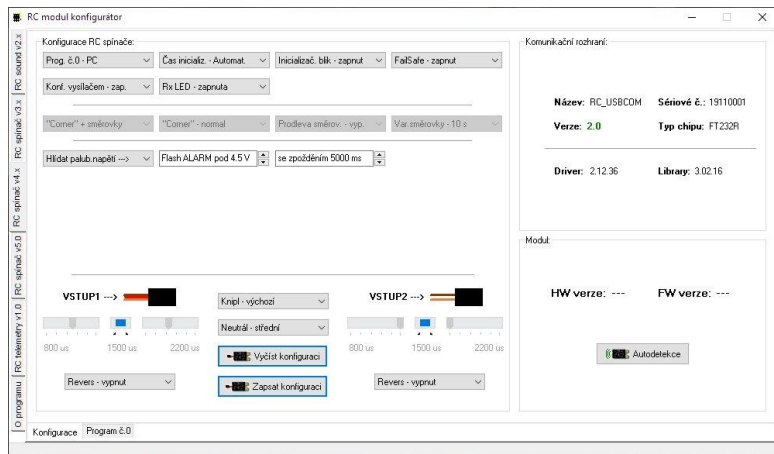 RC modul konfigurátor
RC sound v2.x
RC spínač v3.x
RC spínač v4.x
RC spínač v5.0
RC telemetry v1.0
O programu
Konfigurace RC spínače:
Prog. č.0 - PC
Čas inicializ. - Automat.
Inicializač. blik - zapnut
FailSafe - zapnut
Konf. vysílačem - zap.
Rx LED - zapnuta
"Corner" + směrovky
"Corner" - normal
Prodleva směrov. - vyp.
Var.směrovky - 10 s
Hlídat palub.napětí --->
Flash ALARM pod 4.5 V
se zpožděním 5000 ms
VSTUP1 --->
800 us
1500 us
2200 us
Revers - vypnut
Knipl - výchozí
Neutrál - střední
Vyčíst konfiguraci
Zapsat konfiguraci
VSTUP2 --->
800 us
1500 us
2200 us
Revers - vypnut
Komunikační rozhraní:
Název: RC_USBCOM
Sériové č.: 19110001
Verze: 2.0
Typ chipu: FT232R
Driver: 2.12.36
Library: 3.02.16
Modul:
HW verze: ---
FW verze: ---
Autodetekce
Konfigurace
Program č.0